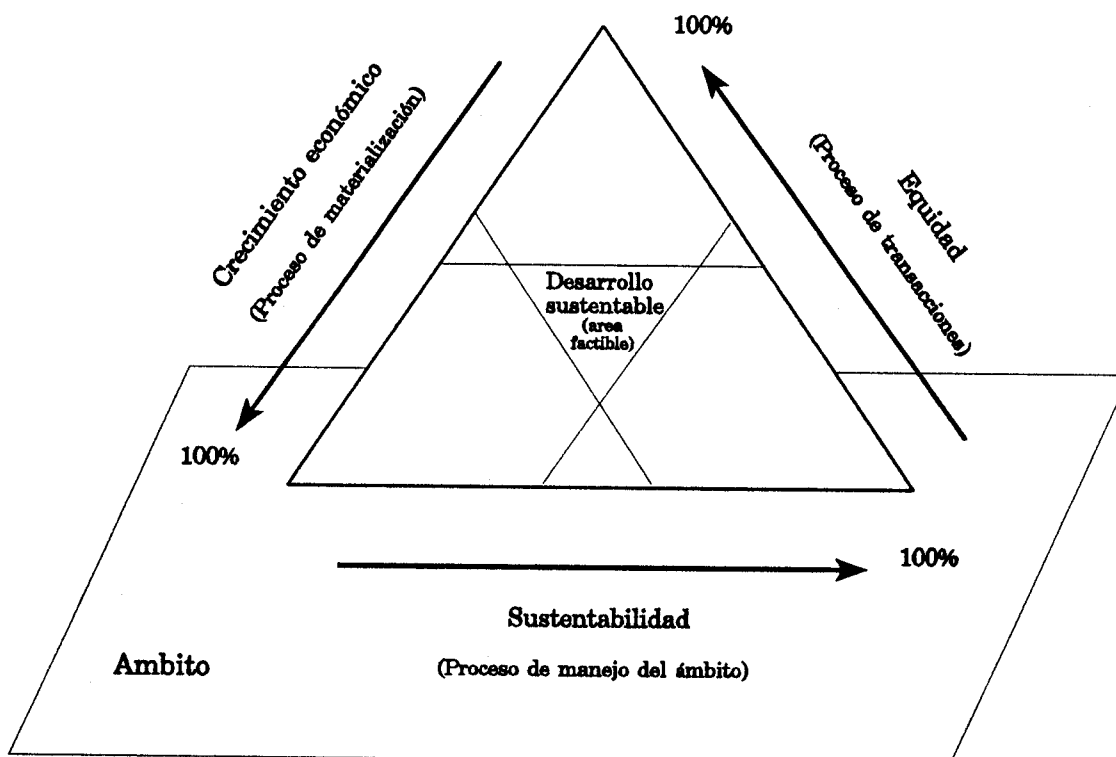 100%
Crecimiento económico
(Proceso de materialización)
Equidad
(Proceso de transacciones)
Desarrollo
sustentable
(area
factible)
100%
100%
Sustentabilidad
(Proceso de manejo del ámbito)
Ambito